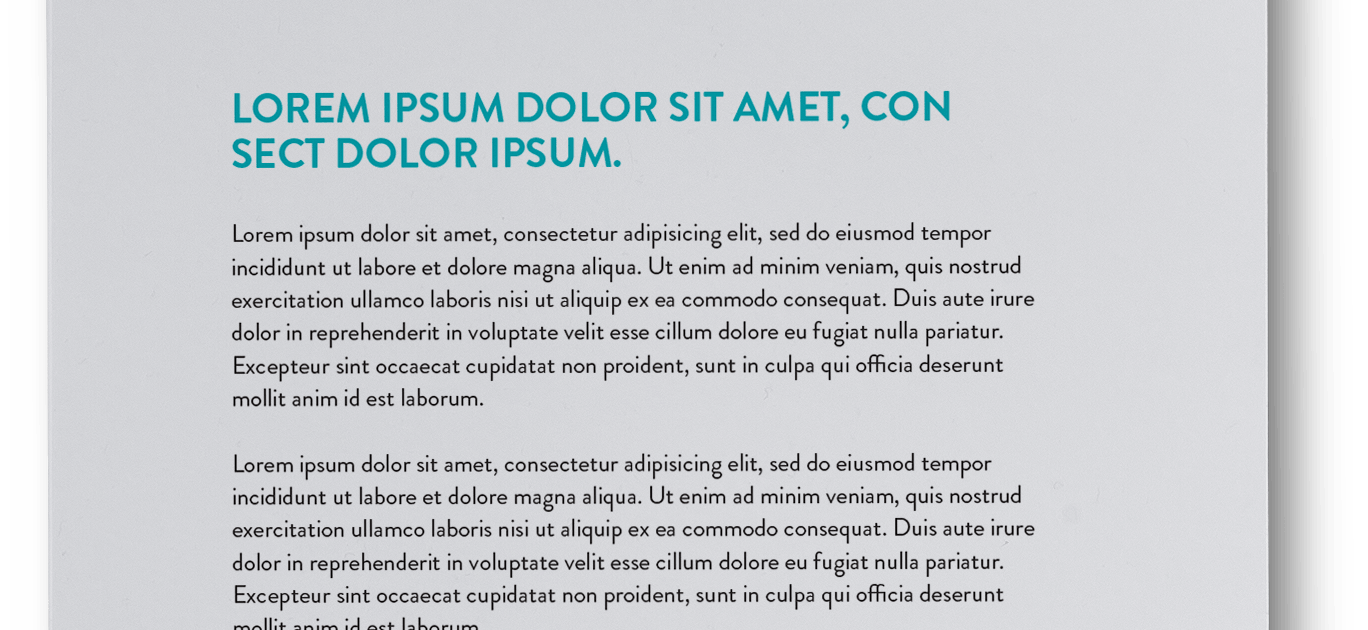 LOREM IPSUM DOLOR SIT AMET, CON
SECT DOLOR IPSUM.
Lorem ipsum dolor sit amet, consectetur adipisicing elit, sed do eiusmod tempor
incididunt ut labore et dolore magna aliqua. Ut enim ad minim veniam, quis nostrud
exercitation ullamco laboris nisi ut aliquip ex ea commodo consequat. Duis aute irure
dolor in reprehenderit in voluptate velit esse cillum dolore eu fugiat nulla pariatur.
Excepteur sint occaecat cupidatat non proident, sunt in culpa qui officia deserunt
mollit anim id est laborum.
Lorem ipsum dolor sit amet, consectetur adipisicing elit, sed do eiusmod tempor
incididunt ut labore et dolore magna aliqua. Ut enim ad minim veniam, quis nostrud
exercitation ullamco laboris nisi ut aliquip ex ea commodo consequat. Duis aute irure
dolor in reprehenderit in voluptate velit esse cillum dolore eu fugiat nulla pariatur.
Excepteur sint occaecat cupidatat non proident, sunt in culpa qui officia deserunt
mollit anim id est laborum.